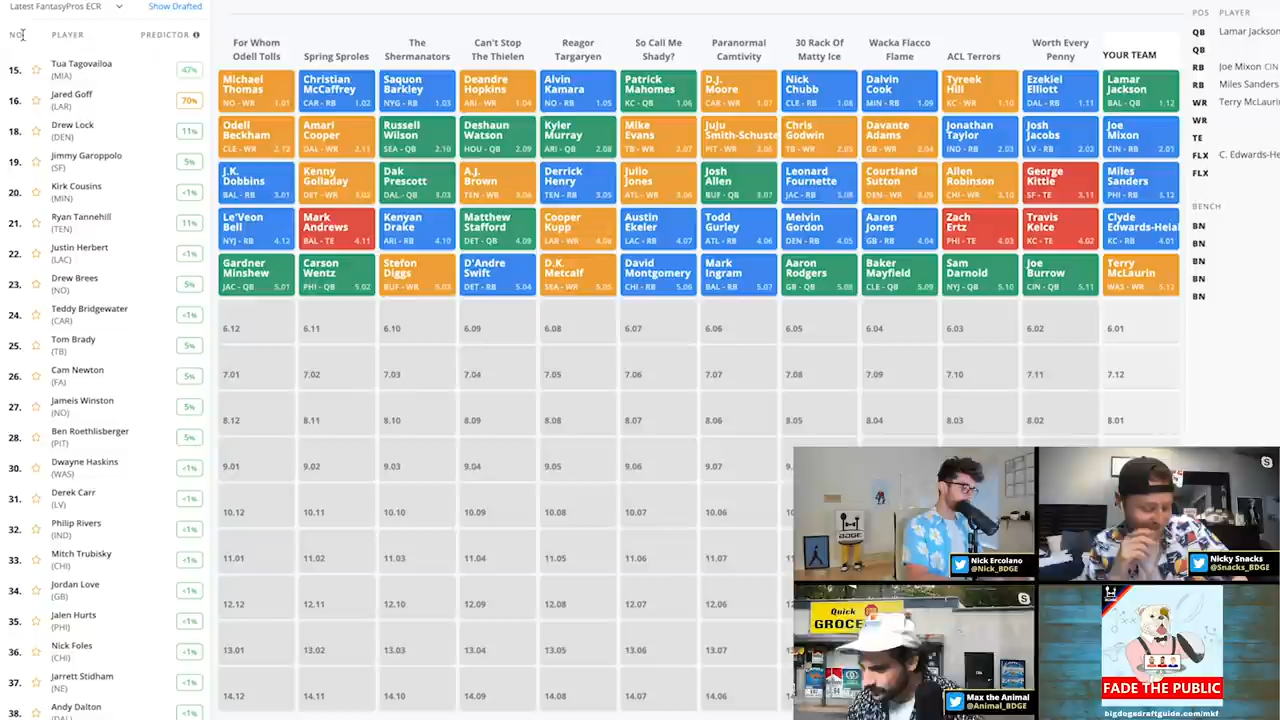 Latest FantasyPros ECR
Show Drafted
NO
PLAYER
PREDICTOR
15. Tua Tagovailoa (MIA) 47%
16. Jared Goff (LAR) 70%
18. Drew Lock (DEN) 11%
19. Jimmy Garoppolo (SF) 5%
20. Kirk Cousins (MIN) <1%
21. Ryan Tannehill (TEN) 11%
22. Justin Herbert (LAC) <1%
23. Drew Brees (NO) 5%
24. Teddy Bridgewater (CAR) <1%
25. Tom Brady (TB) 5%
26. Cam Newton (FA) 5%
27. Jameis Winston (NO) 5%
28. Ben Roethlisberger (PIT) 5%
30. Dwayne Haskins (WAS) <1%
31. Derek Carr (LV) <1%
32. Philip Rivers (IND) <1%
33. Mitch Trubisky (CHI) <1%
34. Jordan Love (GB) <1%
35. Jalen Hurts (PHI) <1%
36. Nick Foles (CHI) <1%
37. Jarrett Stidham (NE) <1%
38. Andy Dalton (DAL) <1%
For Whom Odell Tolls
Spring Sproles
The Shermanators
Can't Stop The Thielen
Reagor Targaryen
So Call Me Shady?
Paranormal Camtivity
30 Rack Of Matty Ice
Wacka Flacco Flame
ACL Terrors
Worth Every Penny
YOUR TEAM
Michael Thomas NO - WR 1.01
Christian McCaffrey CAR - RB 1.02
Saquon Barkley NYG - RB 1.03
Deandre Hopkins ARI - WR 1.04
Alvin Kamara NO - RB 1.05
Patrick Mahomes KC - QB 1.06
D.J. Moore CAR - WR 1.07
Nick Chubb CLE - RB 1.08
Dalvin Cook MIN - RB 1.09
Tyreek Hill KC - WR 1.10
Ezekiel Elliott DAL - RB 1.11
Lamar Jackson BAL - QB 1.12
Odell Beckham CLE - WR 2.12
Amari Cooper DAL - WR 2.11
Russell Wilson SEA - QB 2.10
Deshaun Watson HOU - QB 2.09
Kyler Murray ARI - QB 2.08
Mike Evans TB - WR 2.07
JuJu Smith-Schuste PIT - WR 2.06
Chris Godwin TB - WR 2.05
Davante Adams GB - WR 2.04
Jonathan Taylor IND - RB 2.03
Josh Jacobs LV - RB 2.02
Joe Mixon CIN - RB 2.01
J.K. Dobbins BAL - RB 3.01
Kenny Golladay DET - WR 3.02
Dak Prescott DAL - QB 3.03
A.J. Brown TEN - WR 3.04
Derrick Henry TEN - RB 3.05
Julio Jones ATL - WR 3.06
Josh Allen BUF - QB 3.07
Leonard Fournette JAC - RB 3.08
Courtland Sutton DEN - WR 3.09
Allen Robinson CHI - WR 3.10
George Kittle SF - TE 3.11
Miles Sanders PHI - RB 3.12
Le'Veon Bell NYJ - RB 4.12
Mark Andrews BAL - TE 4.11
Kenyan Drake ARI - RB 4.10
Matthew Stafford DET - QB 4.09
Cooper Kupp LAR - WR 4.08
Austin Ekeler LAC - RB 4.07
Todd Gurley ATL - RB 4.06
Melvin Gordon DEN - RB 4.05
Aaron Jones GB - RB 4.04
Zach Ertz PHI - TE 4.03
Travis Kelce KC - TE 4.02
Clyde Edwards-Helai KC - RB 4.01
Gardner Minshew JAC - QB 5.01
Carson Wentz PHI - QB 5.02
Stefon Diggs BUF - WR 5.03
D'Andre Swift DET - RB 5.04
D.K. Metcalf SEA - WR 5.05
David Montgomery CHI - RB 5.06
Mark Ingram BAL - RB 5.07
Aaron Rodgers GB - QB 5.08
Baker Mayfield CLE - QB 5.09
Sam Darnold NYJ - QB 5.10
Joe Burrow CIN - QB 5.11
Terry McLaurin WAS - WR 5.12
6.12 6.11 6.10 6.09 6.08 6.07 6.06 6.05 6.04 6.03 6.02 6.01
7.01 7.02 7.03 7.04 7.05 7.06 7.07 7.08 7.09 7.10 7.11 7.12
8.12 8.11 8.10 8.09 8.08 8.07 8.06 8.05 8.04 8.03 8.02 8.01
9.01 9.02 9.03 9.04 9.05 9.06 9.07
10.12 10.11 10.10 10.09 10.08 10.07 10.06
11.01 11.02 11.03 11.04 11.05 11.06 11.07
12.12 12.11 12.10 12.09 12.08 12.07 12.06
13.01 13.02 13.03 13.04 13.05 13.06 13.07
14.12 14.11 14.10 14.09 14.08 14.07 14.06
POS PLAYER
QB Lamar Jackson
QB
RB Joe Mixon CIN
RB Miles Sanders
WR Terry McLauri
WR
TE
FLX C. Edwards-He
FLX
BENCH
BN
BN
BN
BN
BN
BDGE
Nick Ercolano
@Nick_BDGE
Nicky Snacks
@Snacks_BDGE
Quick
GROCE
Max the Animal
@Animal_BDGE
FADE THE PUBLIC
bigdogsdraftguide.com/mkf